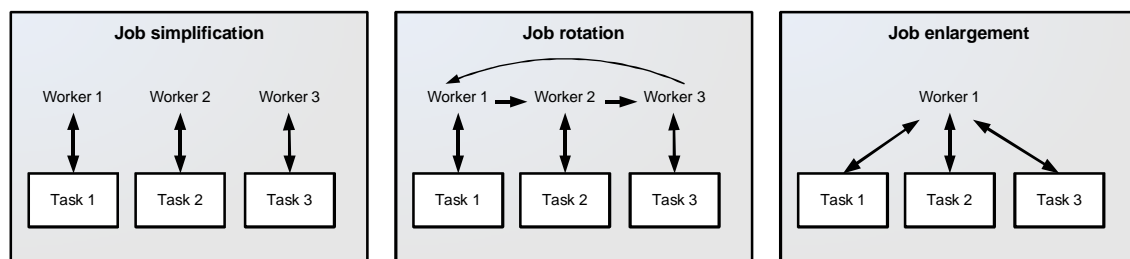 Job simplification
Worker 1 Worker 2 Worker 3
Task 1 Task 2 Task 3
Job rotation
Worker 1 Worker 2 Worker 3
Task 1 Task 2 Task 3
Job enlargement
Worker 1
Task 1 Task 2 Task 3